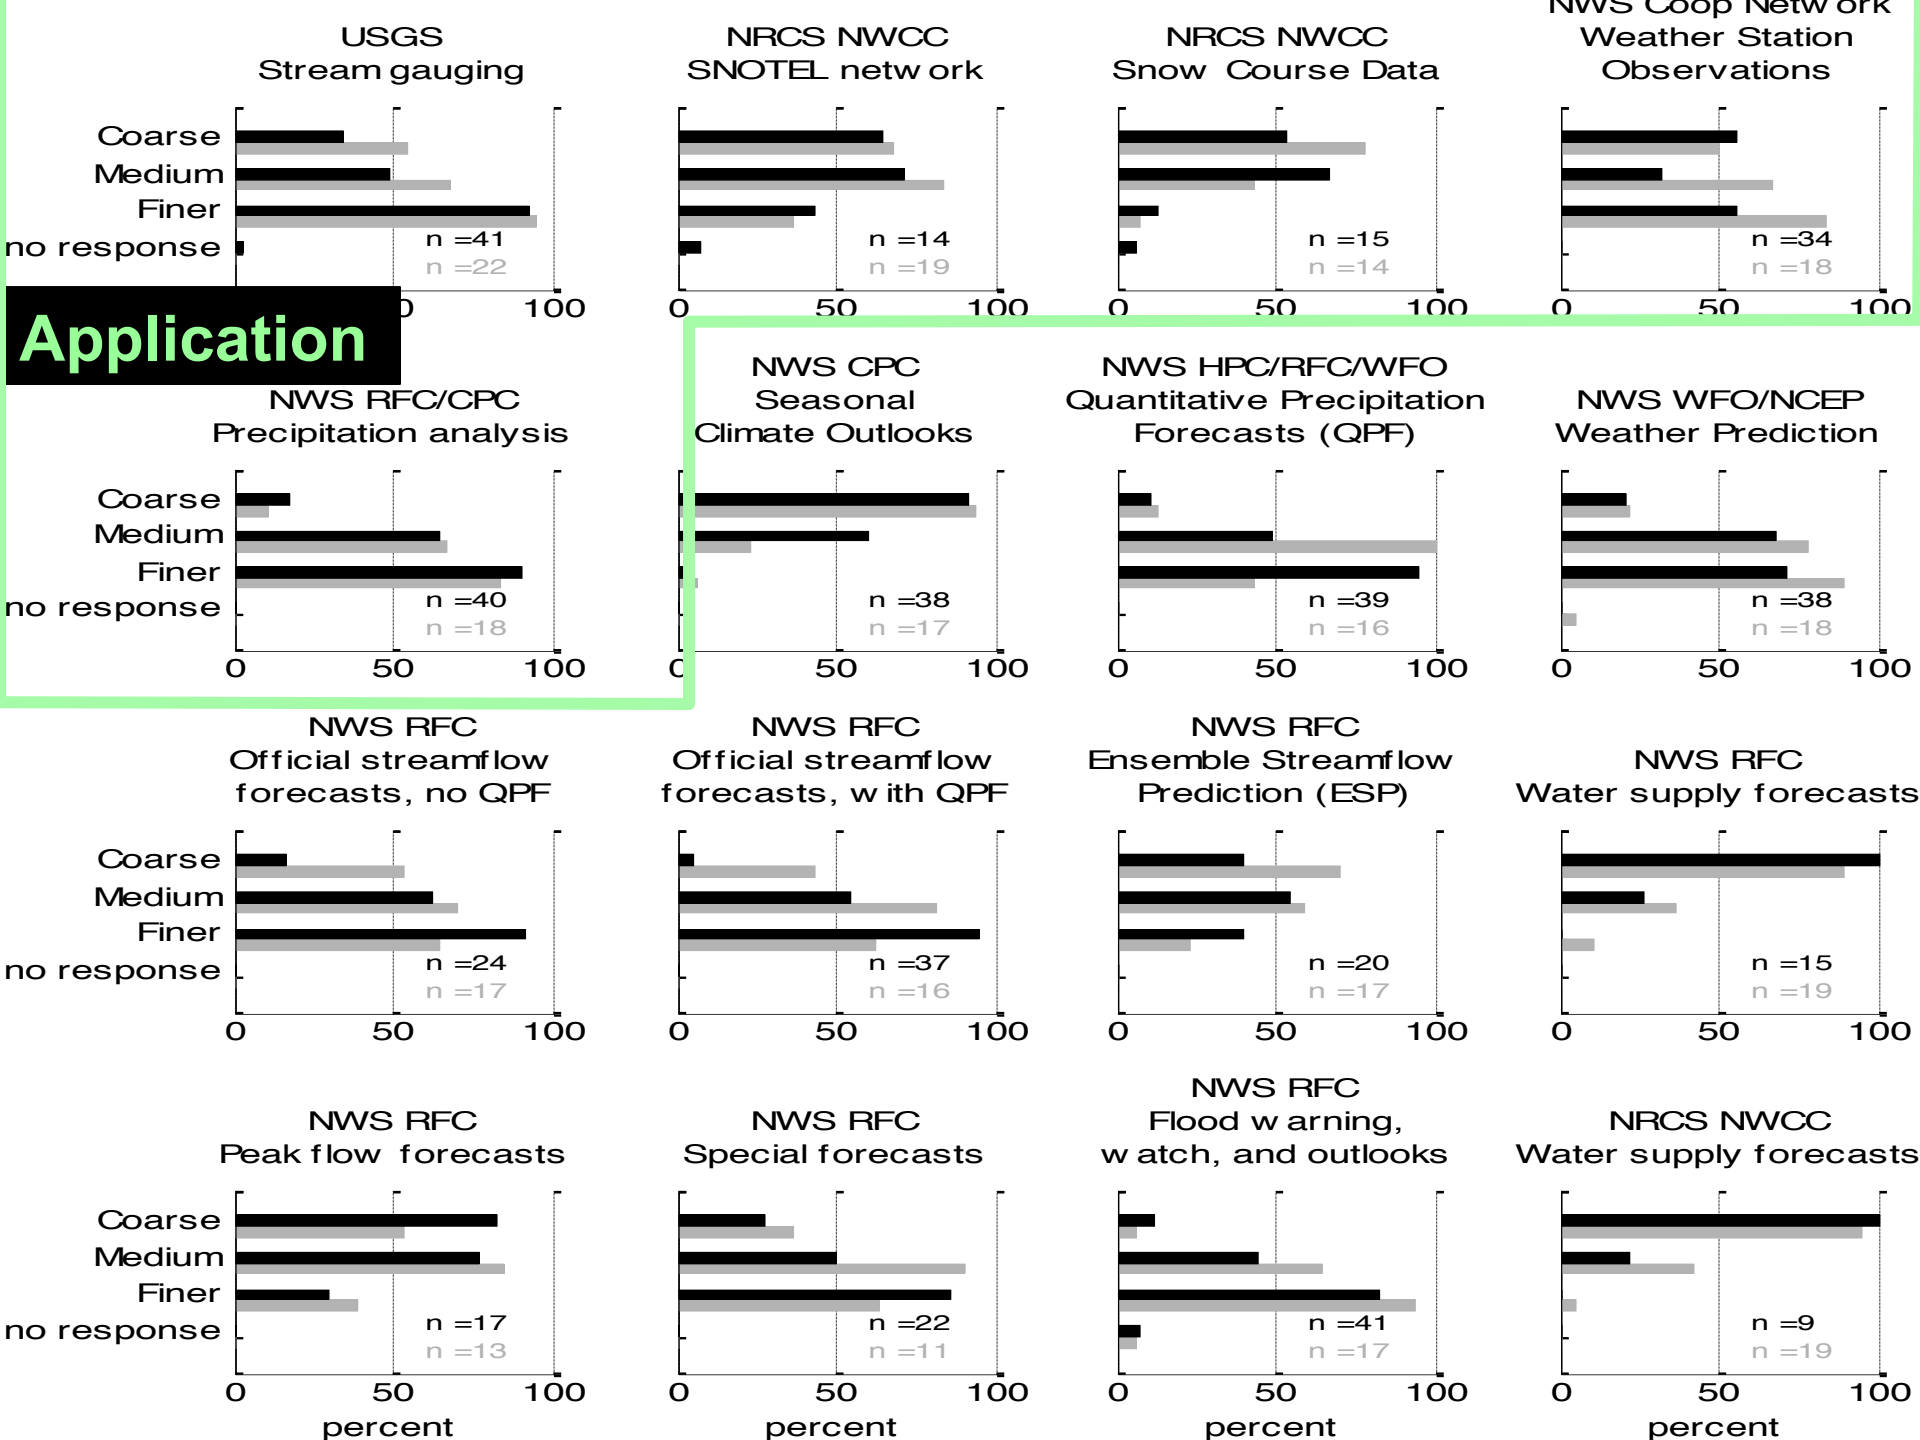 NWS Coop Network
USGS
Stream gauging
NRCS NWCC
SNOTEL network
NRCS NWCC
Snow Course Data
Weather Station
Observations
Coarse
Medium
Finer
no response
n =41
n =22
n =14
n =19
n =15
n =14
n =34
n =18
0 100
0 50 100
0 50 100
0 50 100
Application
NWS RFC/CPC
Precipitation analysis
NWS CPC
Seasonal
Climate Outlooks
NWS HPC/RFC/WFO
Quantitative Precipitation
Forecasts (QPF)
NWS WFO/NCEP
Weather Prediction
Coarse
Medium
Finer
no response
n =40
n =18
n =38
n =17
n =39
n =16
n =38
n =18
0 50 100
0 50 100
0 50 100
0 50 100
NWS RFC
Official streamflow
forecasts, no QPF
NWS RFC
Official streamflow
forecasts, with QPF
NWS RFC
Ensemble Streamflow
Prediction (ESP)
NWS RFC
Water supply forecasts
Coarse
Medium
Finer
no response
n =24
n =17
n =37
n =16
n =20
n =17
n =15
n =19
0 50 100
0 50 100
0 50 100
0 50 100
NWS RFC
Peak flow forecasts
NWS RFC
Special forecasts
NWS RFC
Flood warning,
watch, and outlooks
NRCS NWCC
Water supply forecasts
Coarse
Medium
Finer
no response
n =17
n =13
n =22
n =11
n =41
n =17
n =9
n =19
0 50 100
0 50 100
0 50 100
0 50 100
percent
percent
percent
percent